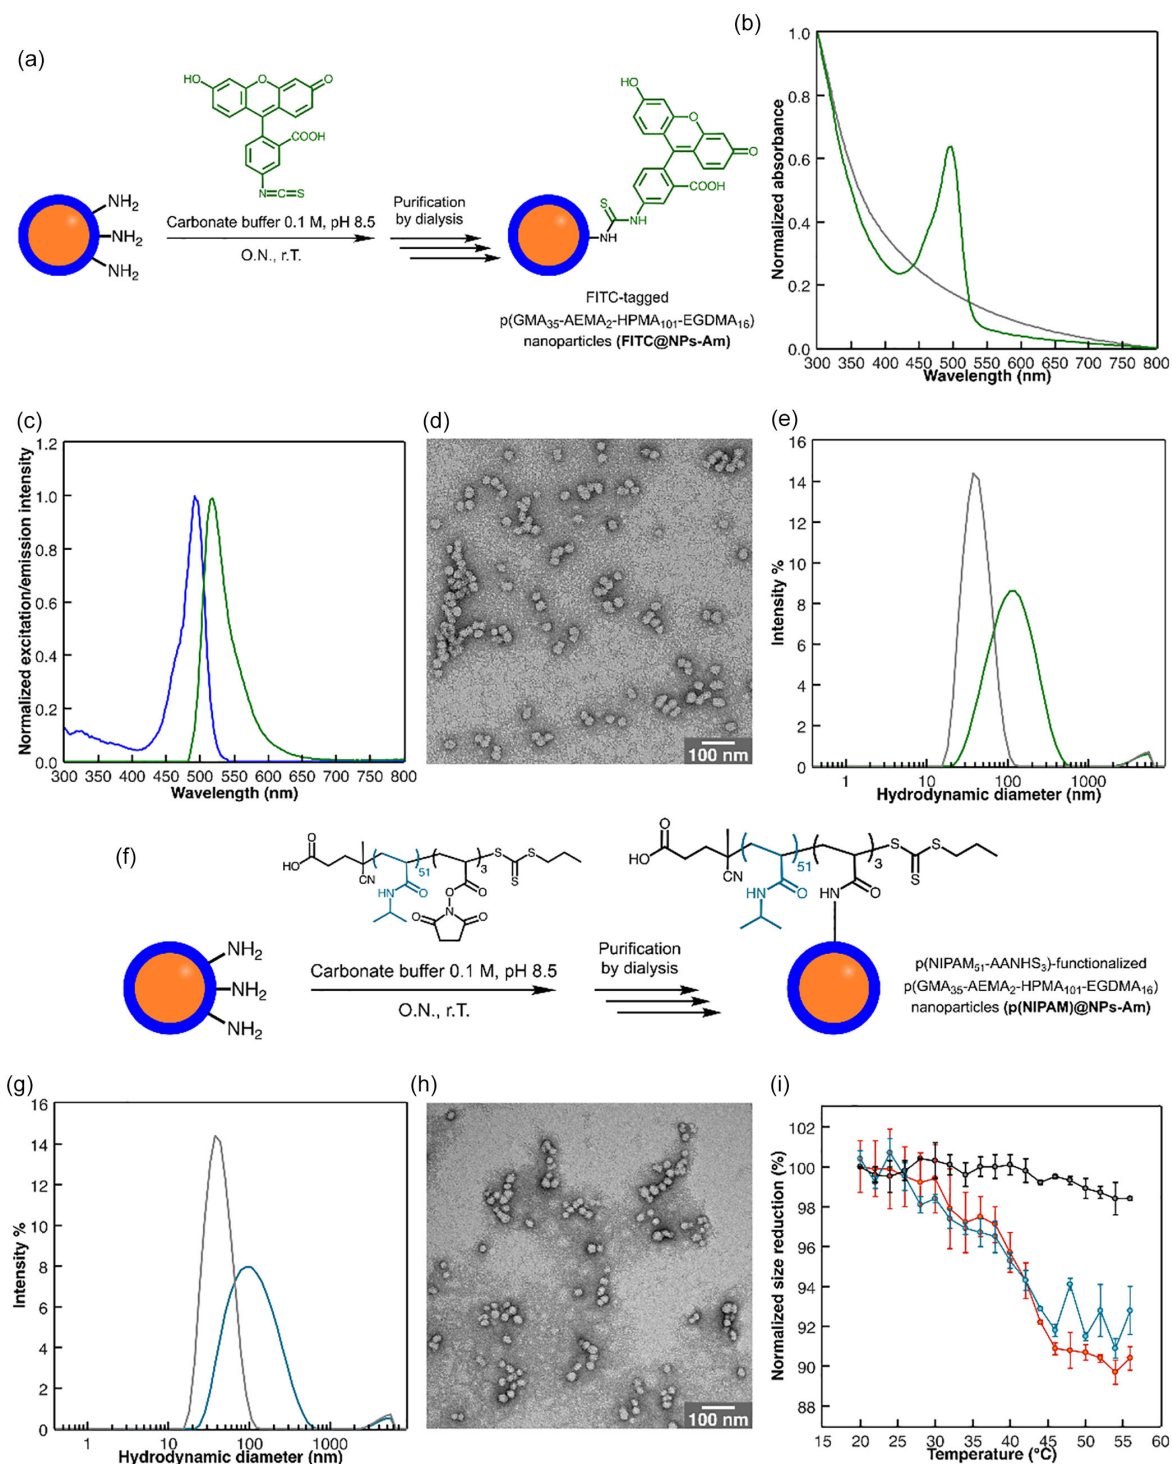 (a)
HO
O
O
COOH
N=C=S
NH2
NH2
NH2
Carbonate buffer 0.1 M, pH 8.5
O.N., r.T.
Purification
by dialysis
HO
O
O
COOH
S
NH
NH
FITC-tagged
p(GMA35-AEMA2-HPMA101-EGDMA16)
nanoparticles (FITC@NPs-Am)
(b)
Normalized absorbance
1.0
0.8
0.6
0.4
0.2
0.0
300 350 400 450 500 550 600 650 700 750 800
Wavelength (nm)
(c)
Normalized excitation/emission intensity
1.2
1.0
0.8
0.6
0.4
0.2
0.0
300 350 400 450 500 550 600 650 700 750 800
Wavelength (nm)
(d)
100 nm
(e)
Intensity %
16
14
12
10
8
6
4
2
0
1 10 100 1000
Hydrodynamic diameter (nm)
(f)
NH2
NH2
NH2
O
HO
CN
51
3
S
S
S
HN
O
O
O
O
N
O
Carbonate buffer 0.1 M, pH 8.5
O.N., r.T.
Purification
by dialysis
O
HO
CN
51
3
S
S
S
HN
O
HN
O
p(NIPAM51-AANHS3)-functionalized
p(GMA35-AEMA2-HPMA101-EGDMA16)
nanoparticles (p(NIPAM)@NPs-Am)
(g)
Intensity %
16
14
12
10
8
6
4
2
0
1 10 100 1000
Hydrodynamic diameter (nm)
(h)
100 nm
(i)
Normalized size reduction (%)
102
100
98
96
94
92
90
88
15 20 25 30 35 40 45 50 55 60
Temperature (°C)